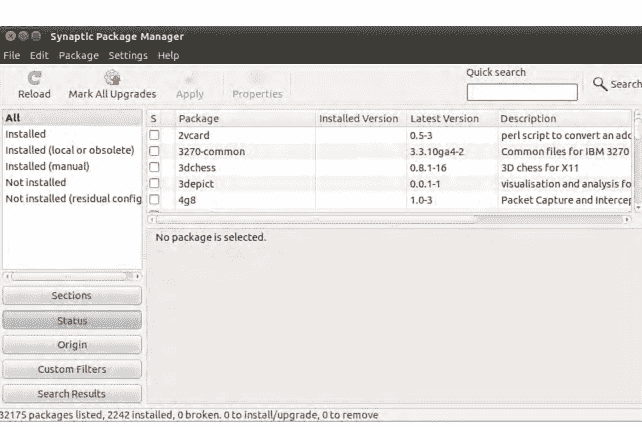 Synaptic Package Manager
File Edit Package Settings Help
Quick search
Reload Mark All Upgrades Apply Properties Search
All
Installed
Installed (local or obsolete)
Installed (manual)
Not installed
Not installed (residual config
S Package Installed Version Latest Version Description
2vcard 0.5-3 perl script to convert an add
3270-common 3.3.10ga4-2 Common files for IBM 3270
3dchess 0.8.1-16 3D chess for X11
3depict 0.0.1-1 visualisation and analysis fo
4g8 1.0-3 Packet Capture and Intercep
No package is selected.
Sections
Status
Origin
Custom Filters
Search Results
32175 packages listed, 2242 installed, 0 broken. 0 to install/upgrade, 0 to remove